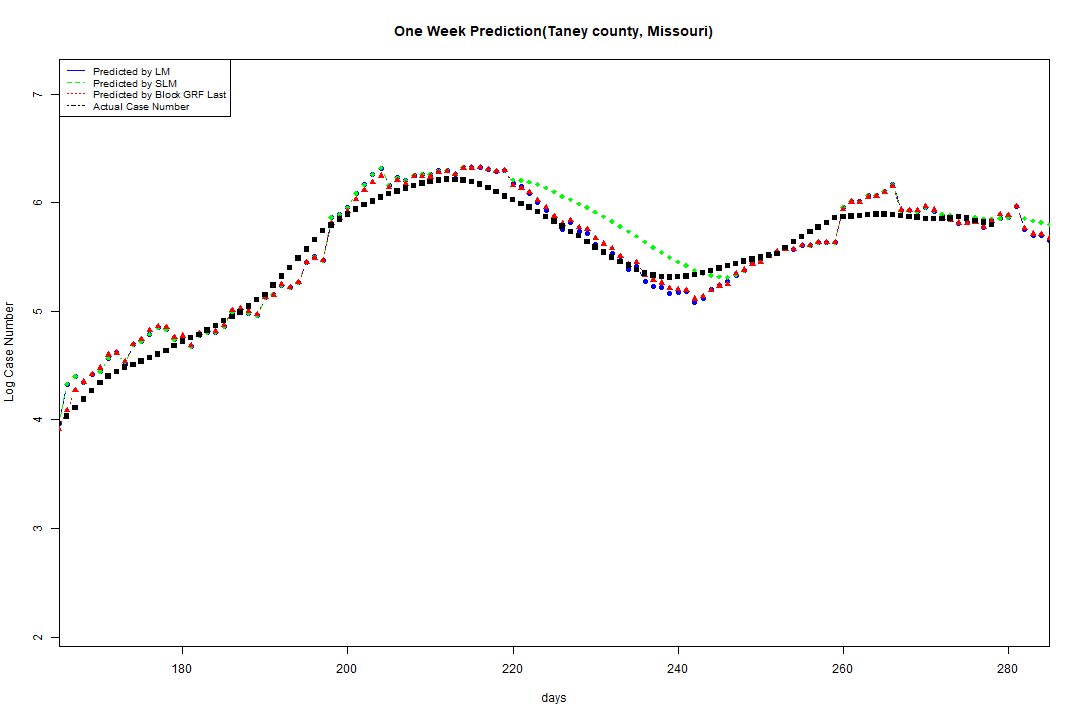 One Week Prediction(Taney county, Missouri)
Predicted by LM
Predicted by SLM
Predicted by Block GRF Last
Actual Case Number
7
6
5
4
3
2
Log Case Number
180 200 220 240 260 280
days